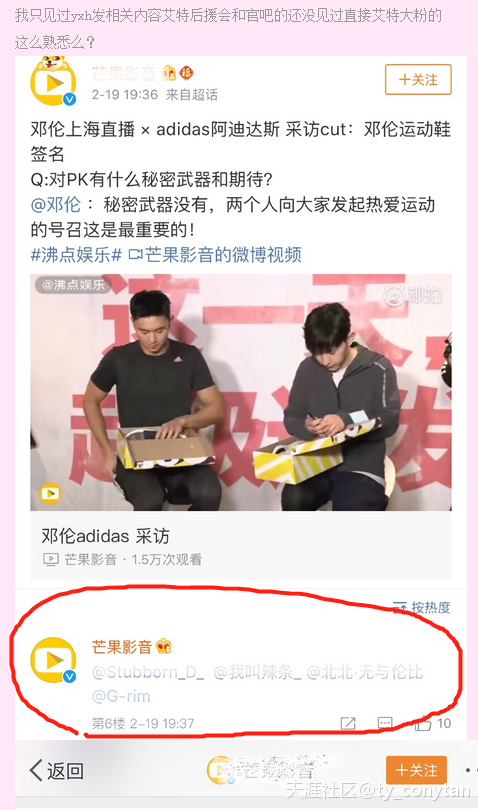 我只见过yxh发相关内容艾特后援会和官吧的还没见过直接艾特大粉的
这么熟悉么？
芒果影音
+关注
2-19 19:36 来自超话
邓伦上海直播 × adidas阿迪达斯 采访cut：邓伦运动鞋
签名
Q:对PK有什么秘密武器和期待？
@邓伦 ：秘密武器没有，两个人向大家发起热爱运动
的号召这是最重要的！
#沸点娱乐# 芒果影音的微博视频
@沸点娱乐
秒拍
这一天
超
发
邓伦adidas 采访
芒果影音 · 1.5万次观看
按热度
芒果影音
@Stubborn_D_ @我叫辣条_ @北北·无与伦比
@G-rim
第6楼 2-19 19:37
10
返回
芒果影音
+关注
天涯社区@ty_conytan